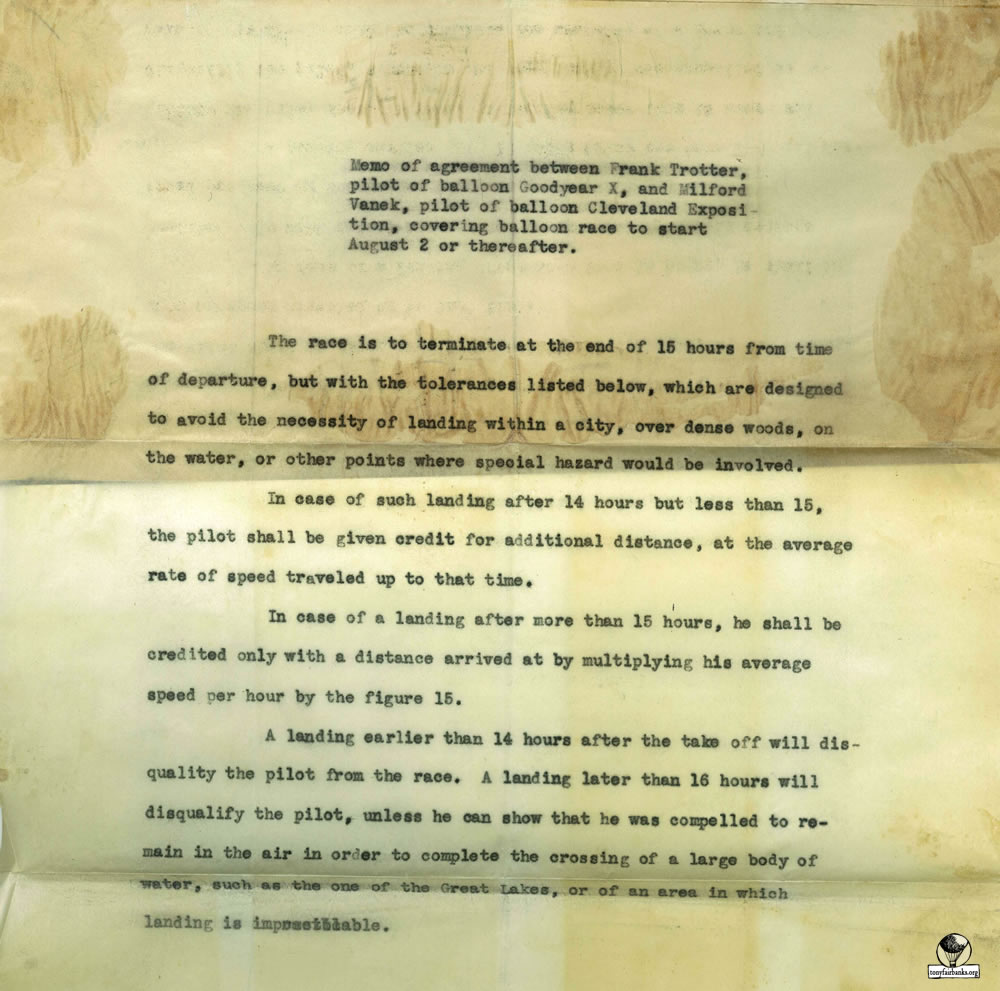 Memo of agreement between Frank Trotter,
pilot of balloon Goodyear X, and Milford
Vanek, pilot of balloon Cleveland Exposi-
tion, covering balloon race to start
August 2 or thereafter.
The race is to terminate at the end of 15 hours from time
of departure, but with the tolerances listed below, which are designed
to avoid the necessity of landing within a city, over dense woods, on
the water, or other points where special hazard would be involved.
In case of such landing after 14 hours but less than 15,
the pilot shall be given credit for additional distance, at the average
rate of speed traveled up to that time.
In case of a landing after more than 15 hours, he shall be
credited only with a distance arrived at by multiplying his average
speed per hour by the figure 15.
A landing earlier than 14 hours after the take off will dis-
quality the pilot from the race. A landing later than 16 hours will
disqualify the pilot, unless he can show that he was compelled to re-
main in the air in order to complete the crossing of a large body of
water, such as the one of the Great Lakes, or of an area in which
landing is
tonyfairbanks.org